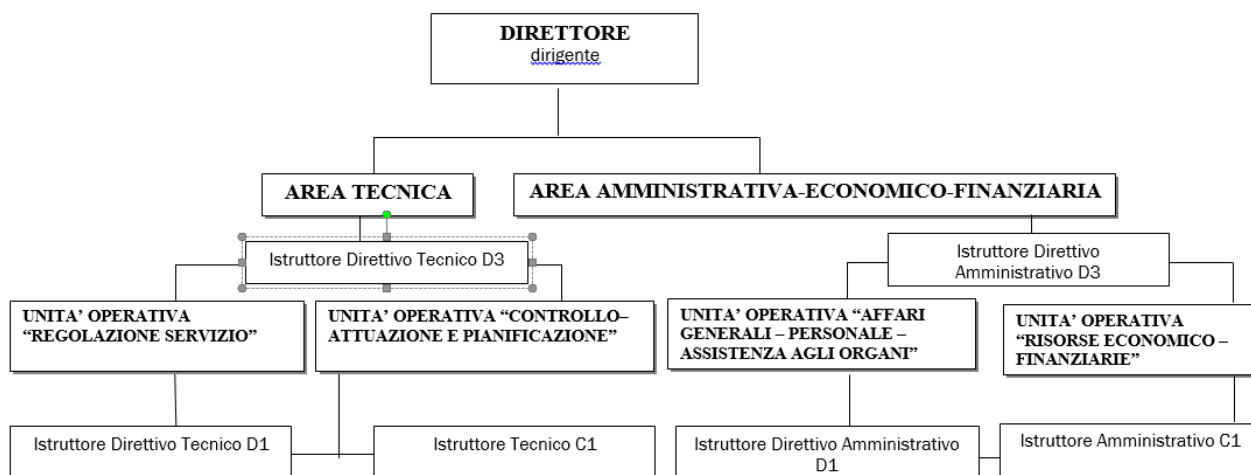 DIRETTORE
dirigente
AREA TECNICA
AREA AMMINISTRATIVA-ECONOMICO-FINANZIARIA
Istruttore Direttivo Tecnico D3
Istruttore Direttivo
Amministrativo D3
UNITA’ OPERATIVA
“REGOLAZIONE SERVIZIO”
UNITA’ OPERATIVA “CONTROLLO–
ATTUAZIONE E PIANIFICAZIONE”
UNITA’ OPERATIVA “AFFARI
GENERALI – PERSONALE –
ASSISTENZA AGLI ORGANI”
UNITA’ OPERATIVA
“RISORSE ECONOMICO –
FINANZIARIE”
Istruttore Direttivo Tecnico D1
Istruttore Tecnico C1
Istruttore Direttivo Amministrativo
D1
Istruttore Amministrativo C1